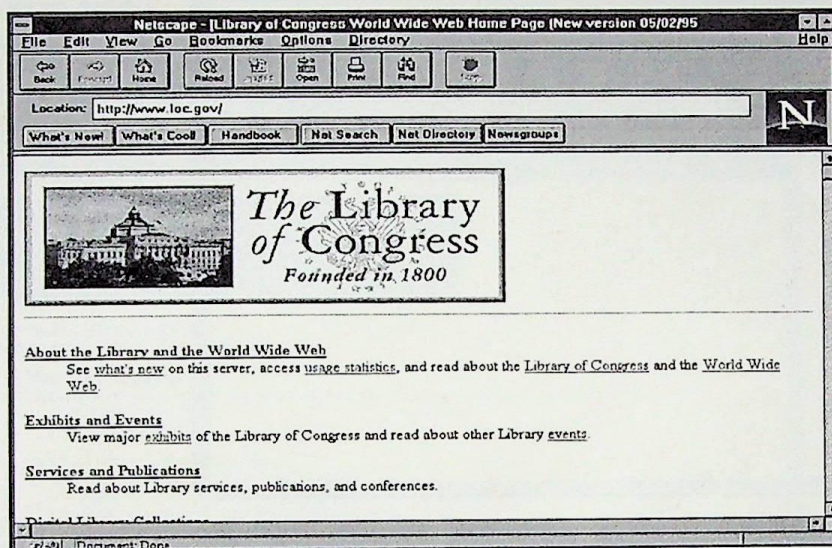 Netscape - [Library of Congress World Wide Web Home Page (New version 05/02/95
File Edit View Go Bookmarks Options Directory Help
Back Forward Home Reload Open Print Find
Location: http://www.loc.gov/
N
What's New! What's Cool! Handbook Net Search Net Directory Newsgroups
The Library
of Congress
Founded in 1800
About the Library and the World Wide Web
See what's new on this server, access usage statistics, and read about the Library of Congress and the World Wide
Web.
Exhibits and Events
View major exhibits of the Library of Congress and read about other Library events.
Services and Publications
Read about Library services, publications, and conferences.
Digital Library Collections
Document: Done